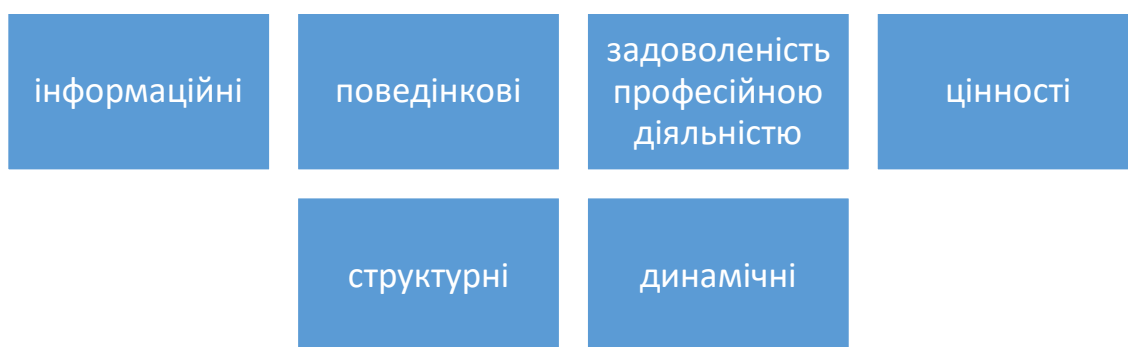 інформаційні
поведінкові
задоволеність
професійною
діяльністю
цінності
структурні
динамічні